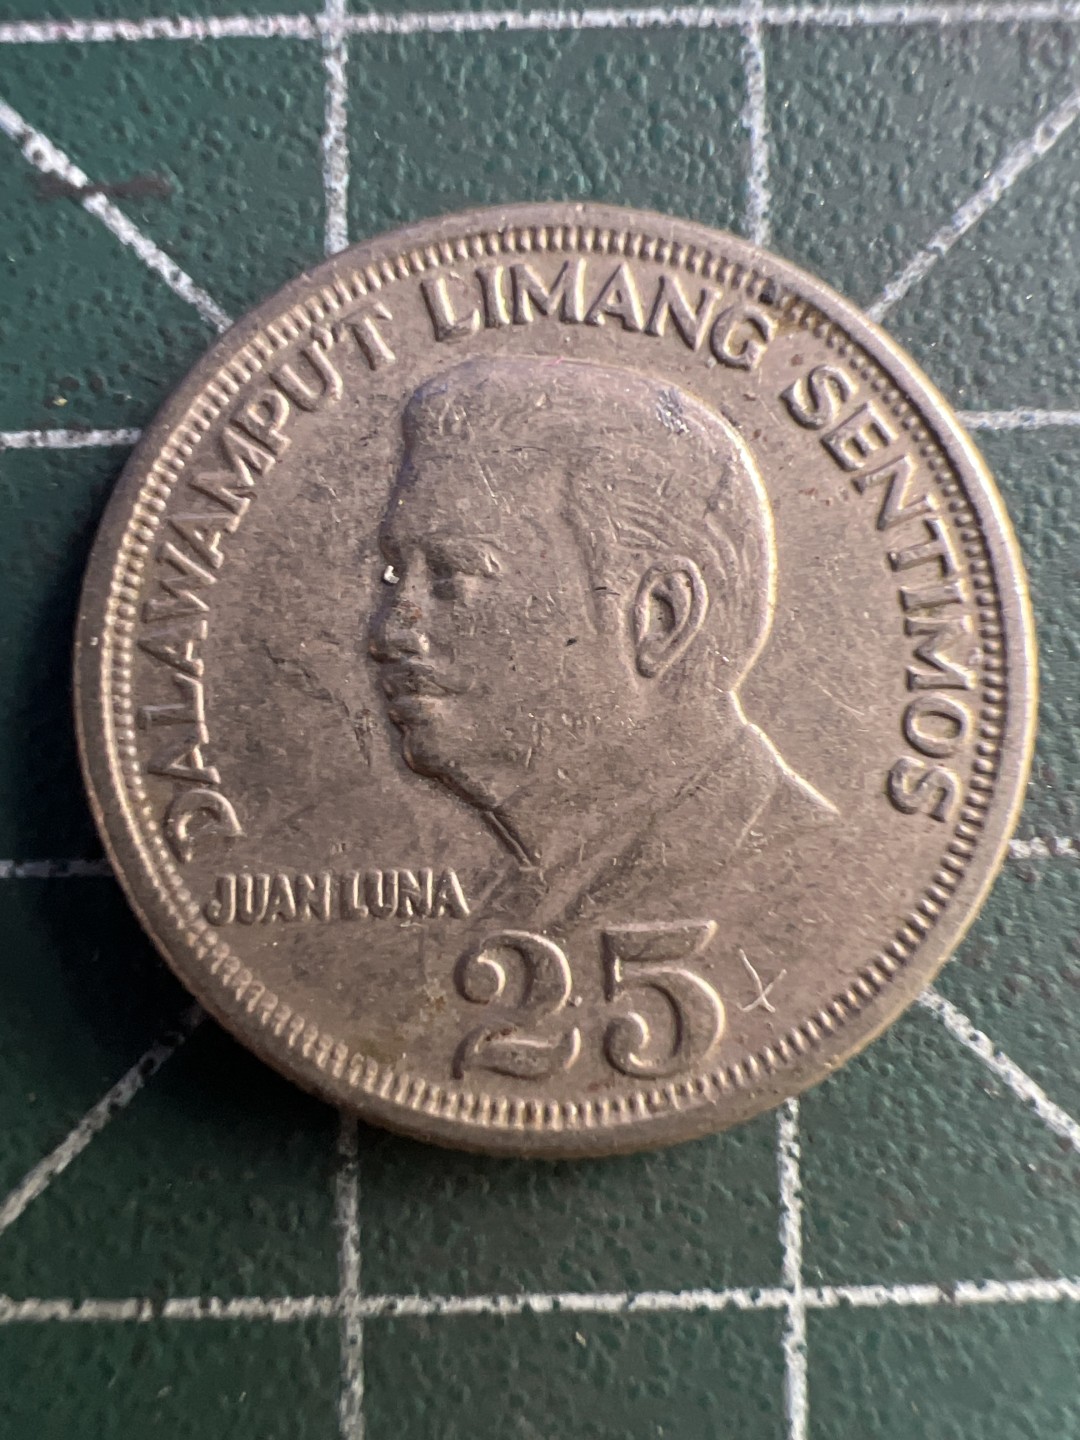 DALAWAMPU'T LIMANG SENTIMOS
JUAN LUNA
25